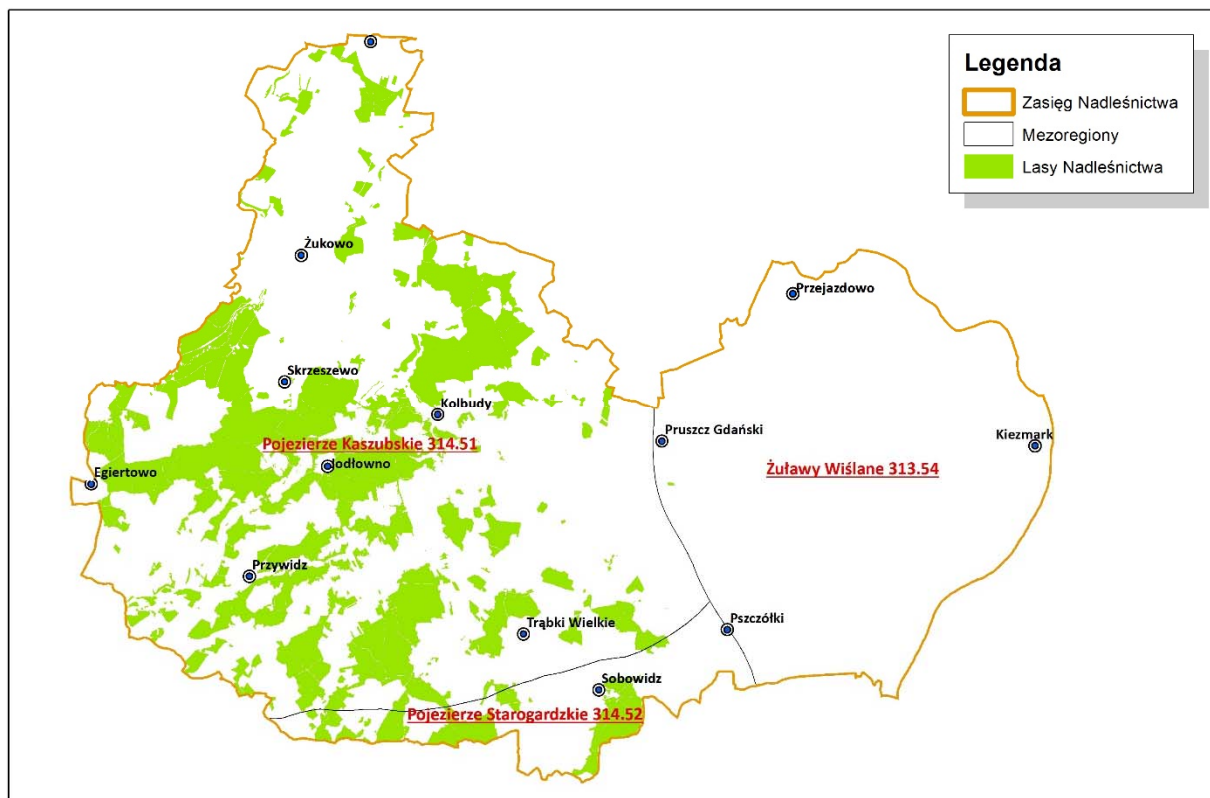 Legenda
Zasięg Nadleśnictwa
Mezoregiony
Lasy Nadleśnictwa
Żukowo
Przejazdowo
Skrzeszewo
Kolbudy
Pruszcz Gdański
Kiezmark
Pojezierze Kaszubskie 314.51
Jodłowno
Żuławy Wiślane 313.54
Egiertowo
Przywidz
Trąbki Wielkie
Pszczółki
Sobowidz
Pojezierze Starogardzkie 314.52